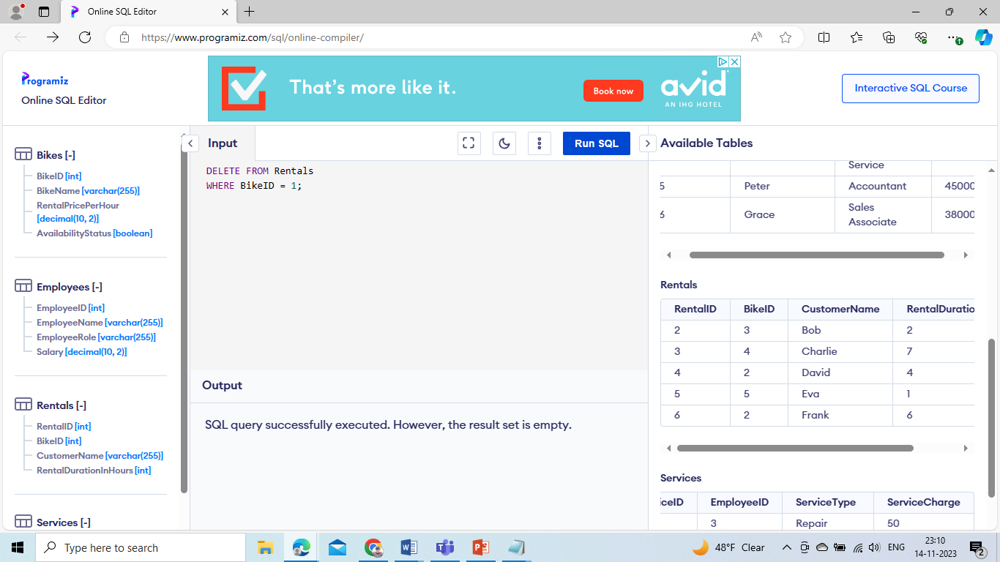 Online SQL Editor
https://www.programiz.com/sql/online-compiler/
Programiz
Online SQL Editor
That's more like it.
Book now
avid
AN IHG HOTEL
Interactive SQL Course
Bikes [-]
BikeID [int]
BikeName [varchar(255)]
RentalPricePerHour
[decimal(10, 2)]
AvailabilityStatus [boolean]
Employees [-]
EmployeeID [int]
EmployeeName [varchar(255)]
EmployeeRole [varchar(255)]
Salary [decimal(10, 2)]
Rentals [-]
RentalID [int]
BikeID [int]
CustomerName [varchar(255)]
RentalDurationInHours [int]
Services [-]
Input
Run SQL
DELETE FROM Rentals
WHERE BikeID = 1;
Output
SQL query successfully executed. However, the result set is empty.
Available Tables
Service
5 Peter Accountant 45000
6 Grace Sales Associate 38000
Rentals
RentalID BikeID CustomerName RentalDuratio
2 3 Bob 2
3 4 Charlie 7
4 2 David 4
5 5 Eva 1
6 2 Frank 6
Services
iceID EmployeeID ServiceType ServiceCharge
3 Repair 50
Type here to search
48°F Clear
ENG
23:10
14-11-2023
2